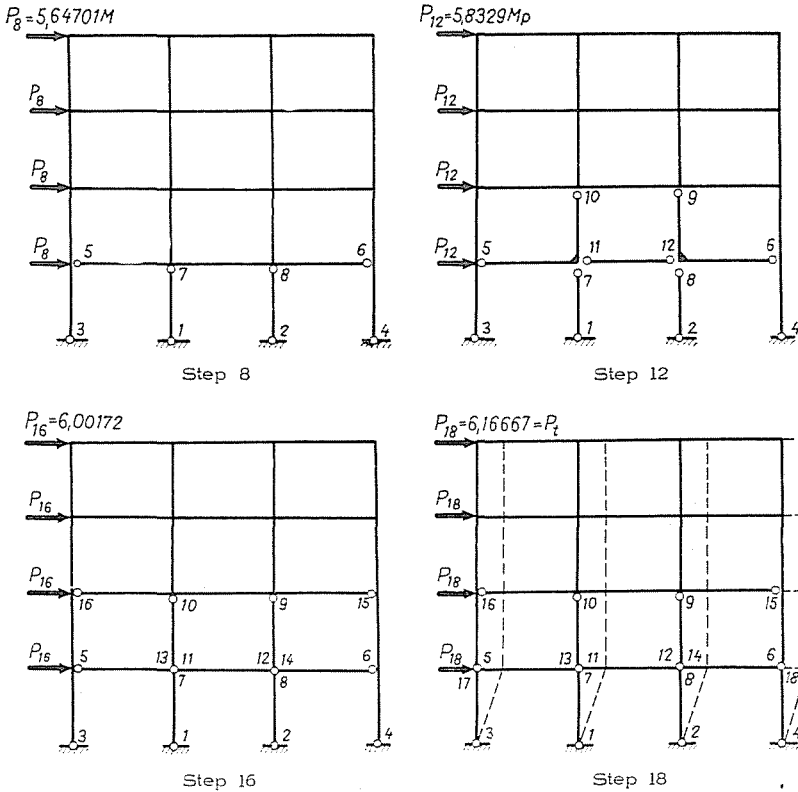 P8=5,64701M
P8
P8
P8
5 6
7 8
3 1 2 4
Step 8
P12=5,8329Mp
P12
P12
10 9
P12
5 11 12 6
7 8
3 1 2 4
Step 12
P16=6,00172
P16
P16
16 10 9 15
P16
5 13 11 12 14 6
7 8
3 1 2 4
Step 16
P18=6,16667=Pt
P18
P18
16 10 9 15
P18
5 13 11 12 14 6
17 7 8 18
3 1 2 4
Step 18